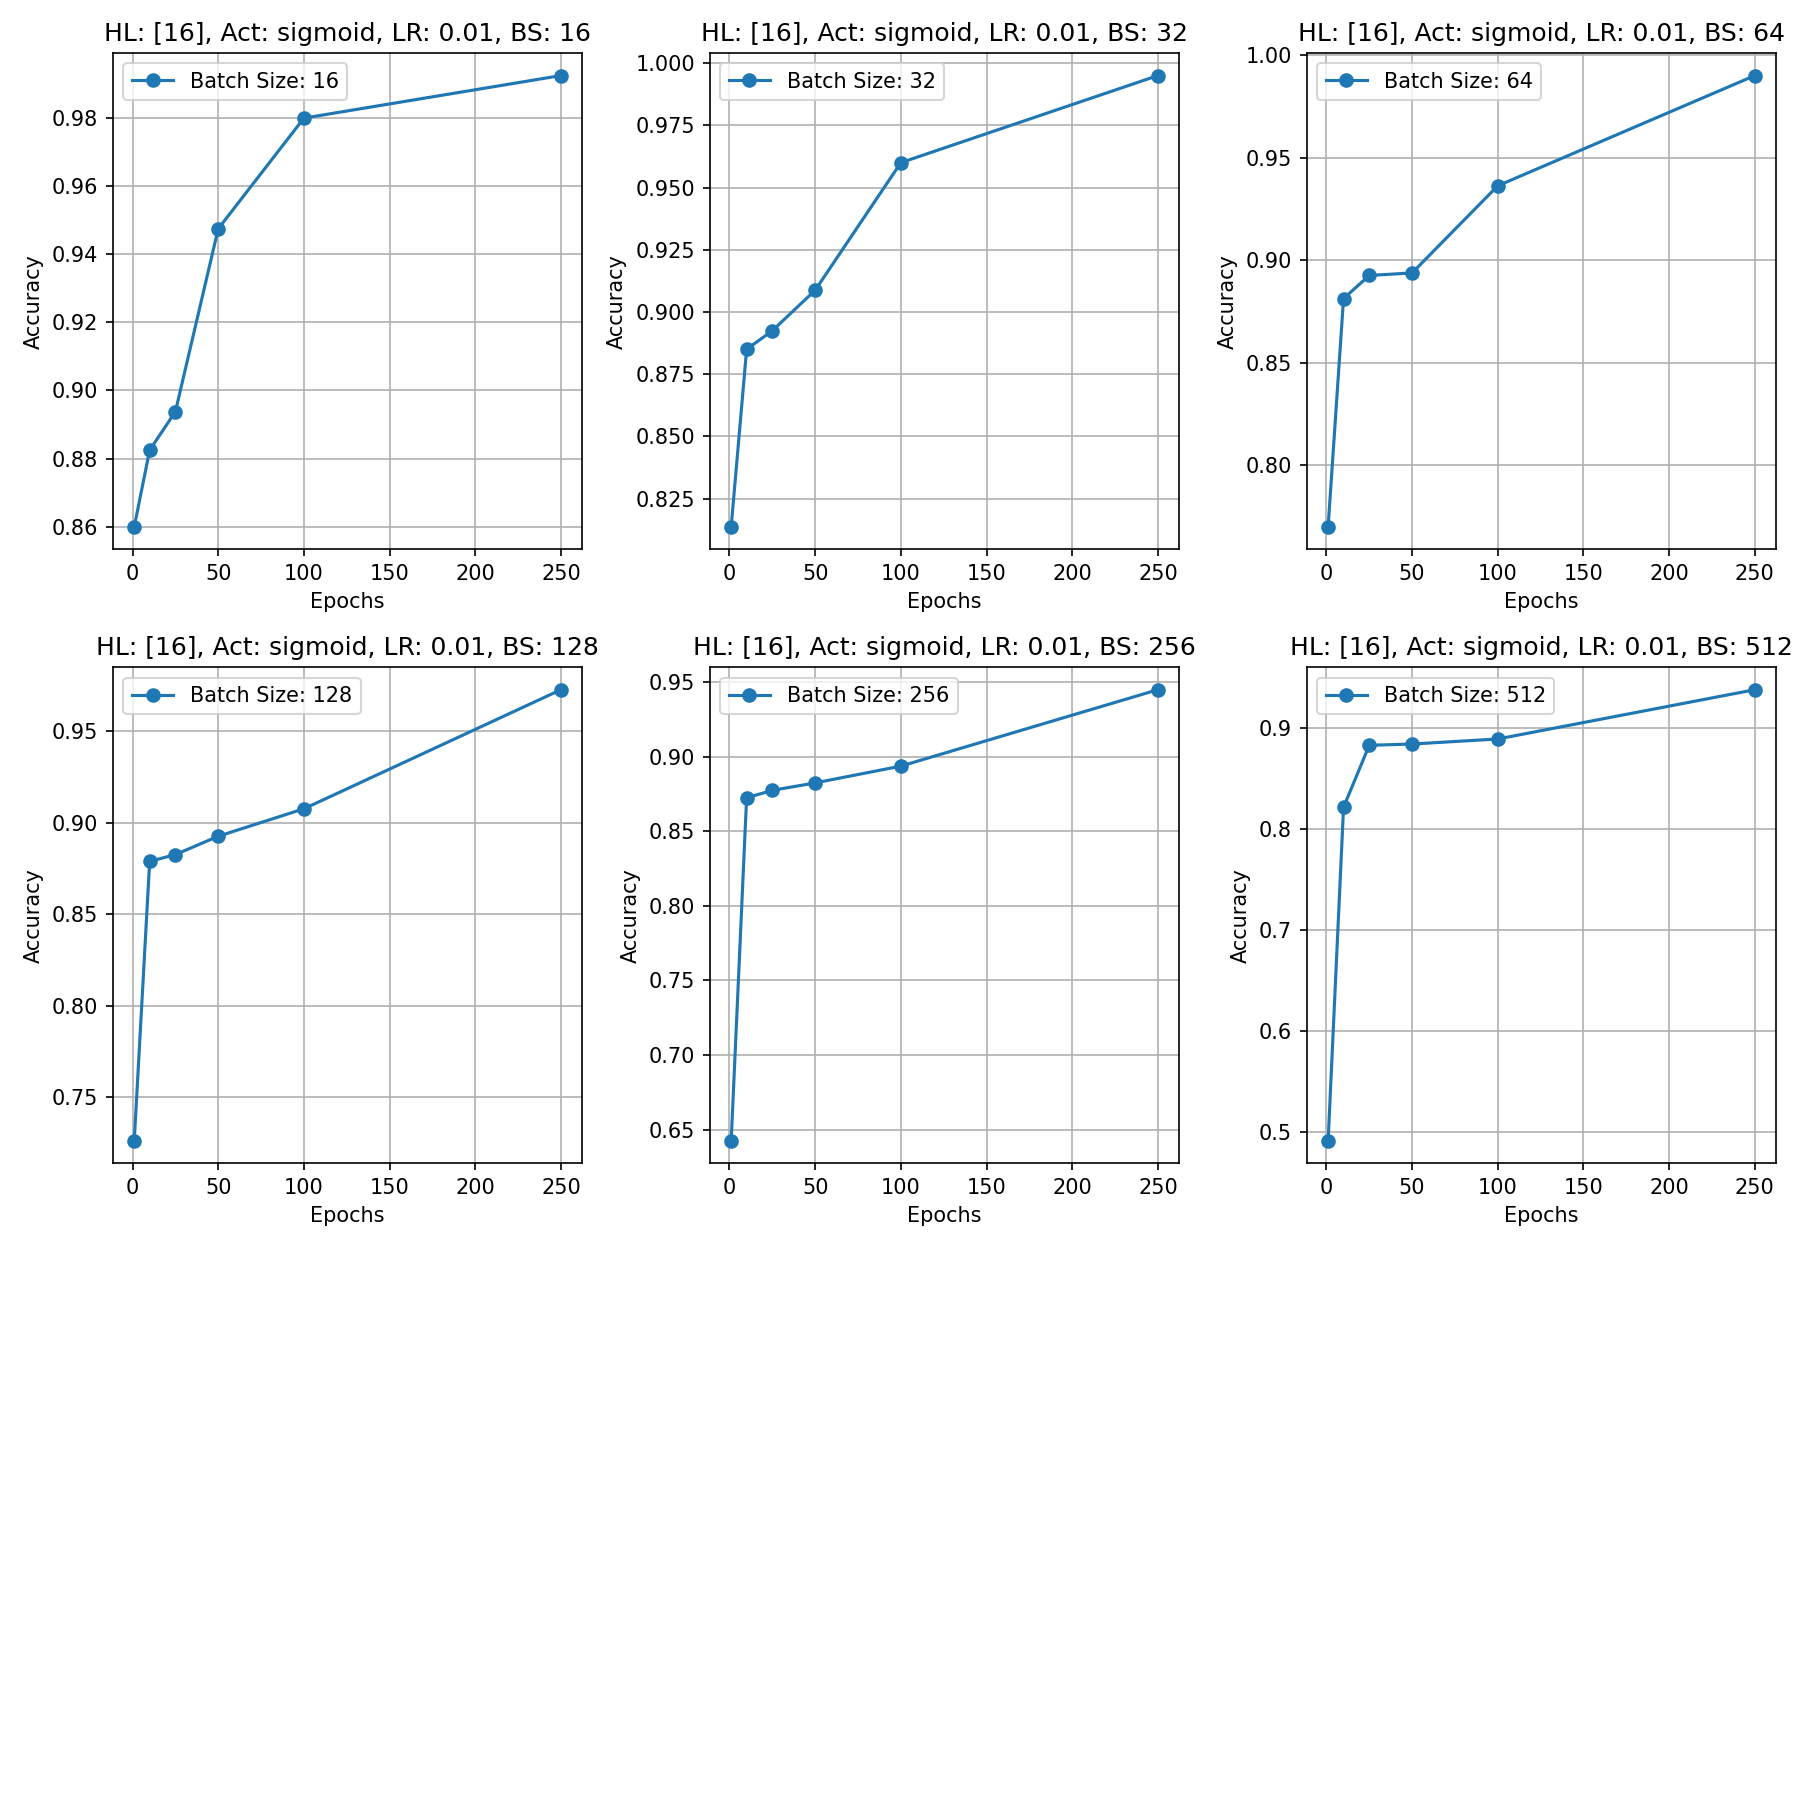 HL: [16], Act: sigmoid, LR: 0.01, BS: 16
Batch Size: 16
Accuracy
0.98
0.96
0.94
0.92
0.90
0.88
0.86
0 50 100 150 200 250
Epochs
HL: [16], Act: sigmoid, LR: 0.01, BS: 32
Batch Size: 32
Accuracy
1.000
0.975
0.950
0.925
0.900
0.875
0.850
0.825
0 50 100 150 200 250
Epochs
HL: [16], Act: sigmoid, LR: 0.01, BS: 64
Batch Size: 64
Accuracy
1.00
0.95
0.90
0.85
0.80
0 50 100 150 200 250
Epochs
HL: [16], Act: sigmoid, LR: 0.01, BS: 128
Batch Size: 128
Accuracy
0.95
0.90
0.85
0.80
0.75
0 50 100 150 200 250
Epochs
HL: [16], Act: sigmoid, LR: 0.01, BS: 256
Batch Size: 256
Accuracy
0.95
0.90
0.85
0.80
0.75
0.70
0.65
0 50 100 150 200 250
Epochs
HL: [16], Act: sigmoid, LR: 0.01, BS: 512
Batch Size: 512
Accuracy
0.9
0.8
0.7
0.6
0.5
0 50 100 150 200 250
Epochs